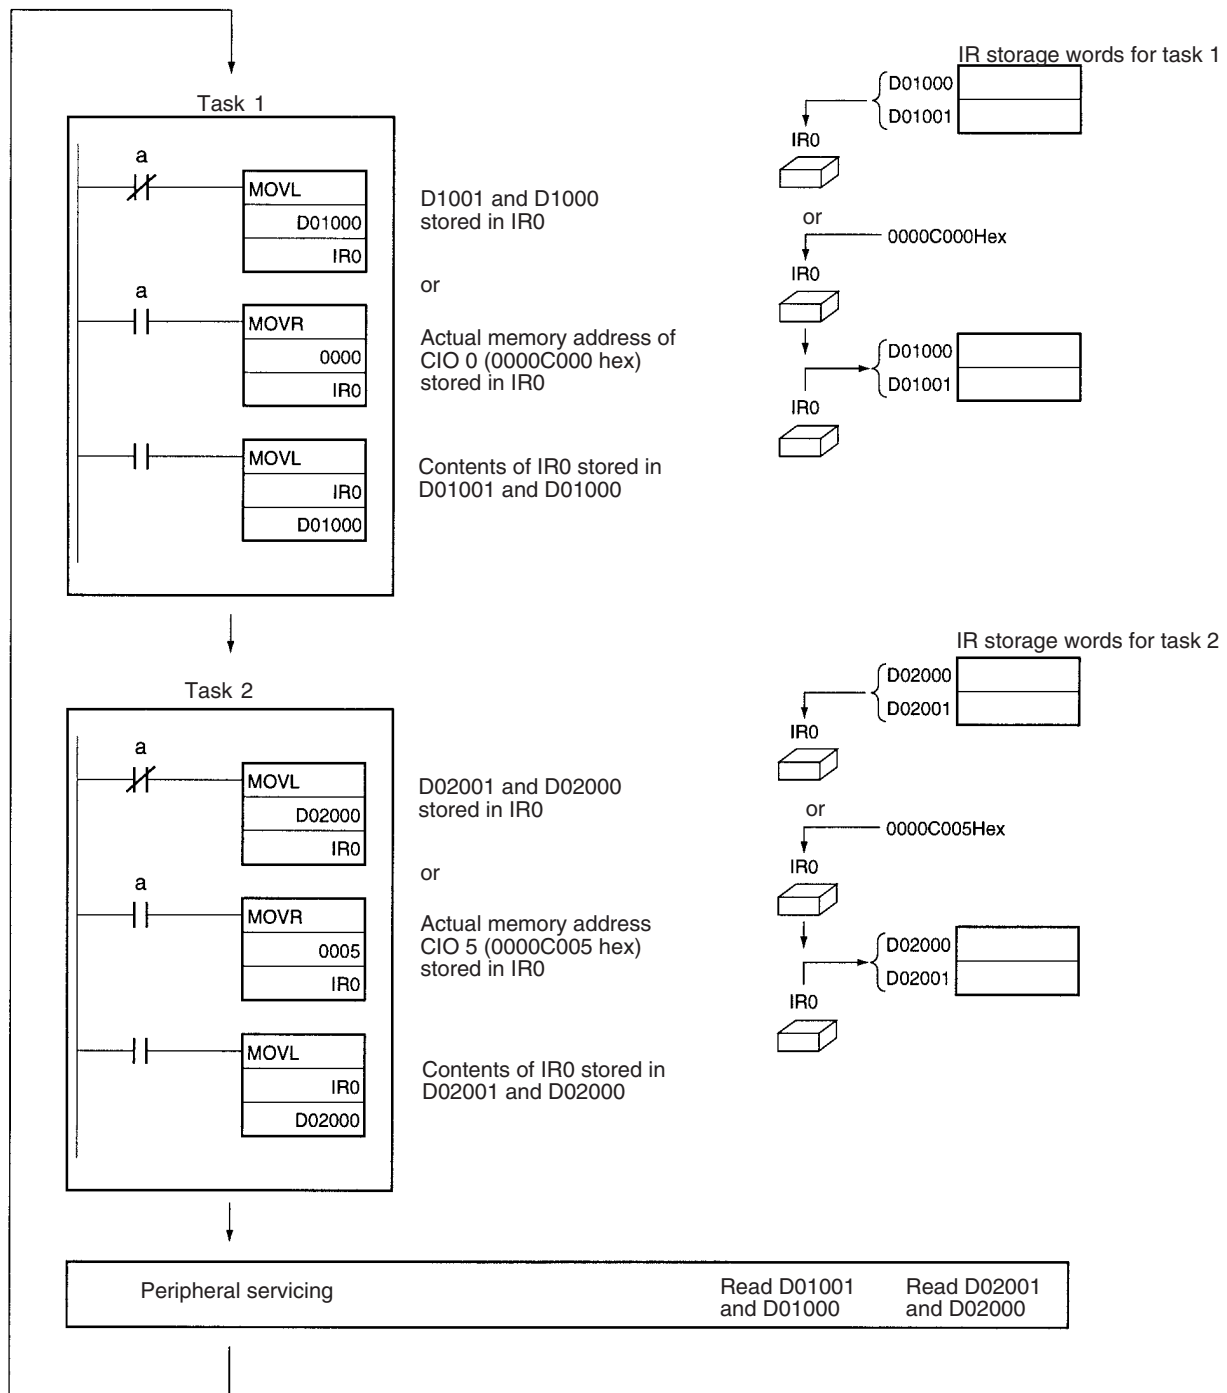 IR storage words for task 1
Task 1
a
MOVL
D01000
IR0
D1001 and D1000
stored in IR0
D01000
D01001
IR0
or
0000C000Hex
or
a
MOVR
0000
IR0
Actual memory address of
CIO 0 (0000C000 hex)
stored in IR0
IR0
D01000
D01001
IR0
MOVL
IR0
D01000
Contents of IR0 stored in
D01001 and D01000
IR storage words for task 2
Task 2
a
MOVL
D02000
IR0
D02001 and D02000
stored in IR0
D02000
D02001
IR0
or
0000C005Hex
or
a
MOVR
0005
IR0
Actual memory address
CIO 5 (0000C005 hex)
stored in IR0
IR0
D02000
D02001
IR0
MOVL
IR0
D02000
Contents of IR0 stored in
D02001 and D02000
Peripheral servicing
Read D01001
and D01000
Read D02001
and D02000